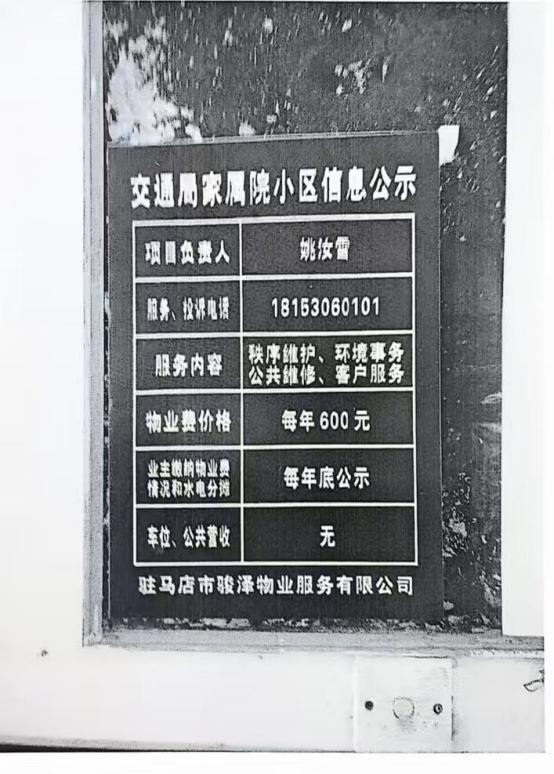 交通局家属院小区信息公示
项目负责人 姚汝雷
服务、投诉电话 18153060101
服务内容 秩序維护、环境事务
公共維修、客户服务
物业费价格 每年600元
业主缴纳物业费
情况和水电分摊 每年底公示
车位、公共营收 无
驻马店市骏泽物业服务有限公司